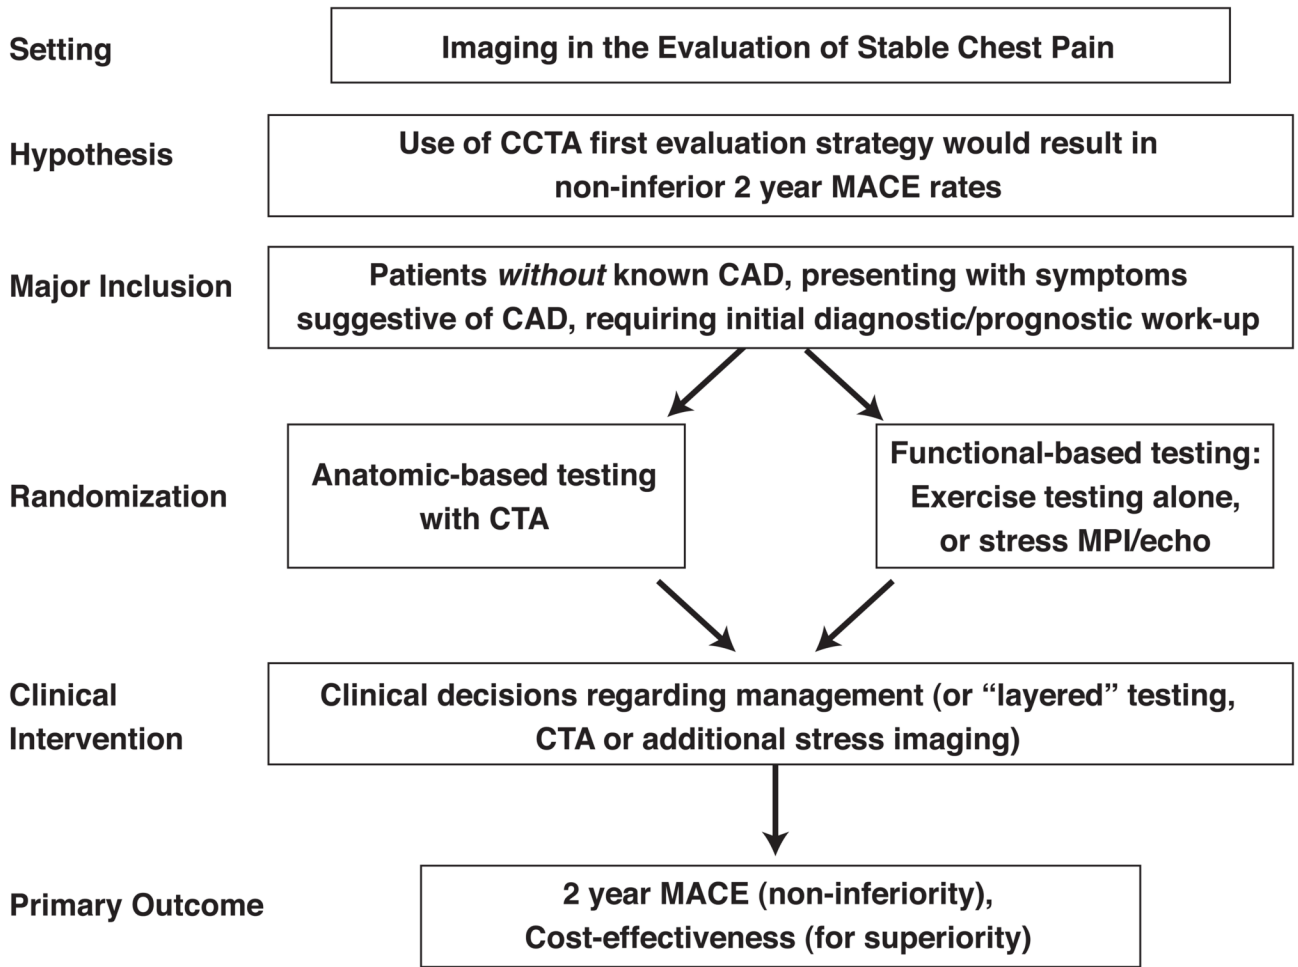 Setting
Imaging in the Evaluation of Stable Chest Pain
Hypothesis
Use of CCTA first evaluation strategy would result in
non-inferior 2 year MACE rates
Major Inclusion
Patients without known CAD, presenting with symptoms
suggestive of CAD, requiring initial diagnostic/prognostic work-up
Randomization
Anatomic-based testing
with CTA
Functional-based testing:
Exercise testing alone,
or stress MPI/echo
Clinical
Intervention
Clinical decisions regarding management (or “layered” testing,
CTA or additional stress imaging)
Primary Outcome
2 year MACE (non-inferiority),
Cost-effectiveness (for superiority)